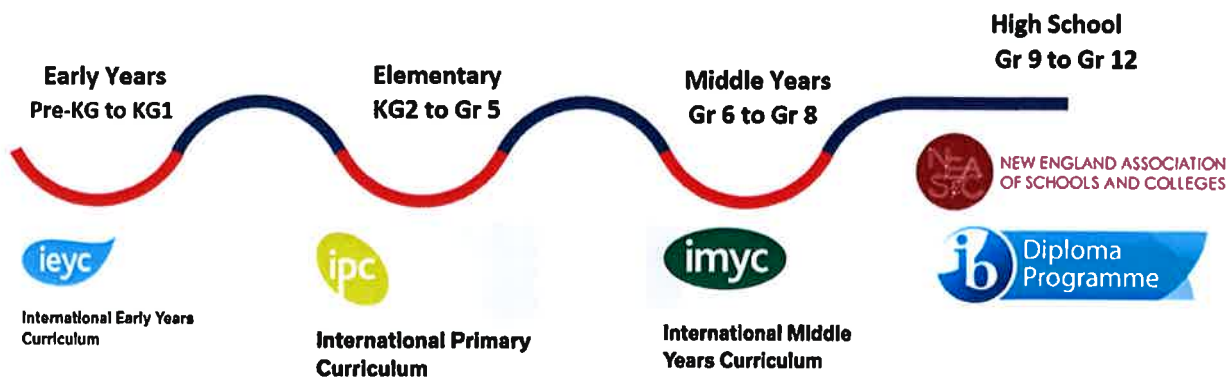 Early Years
Pre-KG to KG1
Elementary
KG2 to Gr 5
Middle Years
Gr 6 to Gr 8
High School
Gr 9 to Gr 12
ieyc
International Early Years
Curriculum
ipc
International Primary
Curriculum
imyc
International Middle
Years Curriculum
NEASC
NEW ENGLAND ASSOCIATION
OF SCHOOLS AND COLLEGES
ib
Diploma
Programme